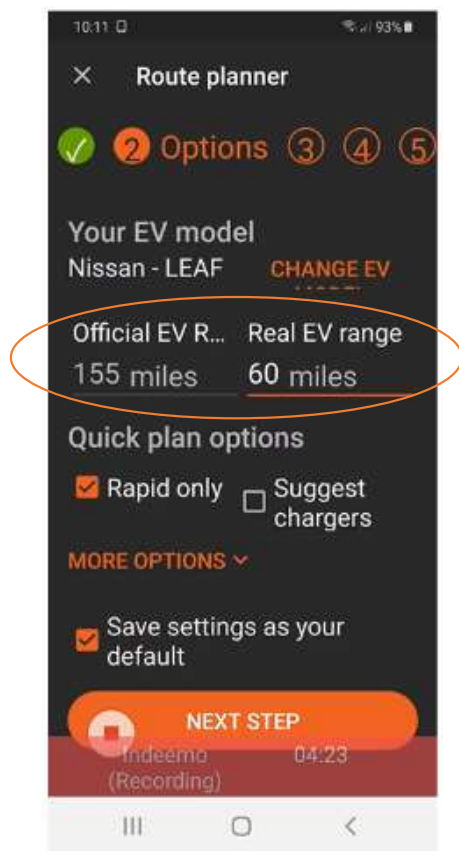 10:11 93%
Route planner
2 Options 3 4 5
Your EV model
Nissan - LEAF CHANGE EV
Official EV R... Real EV range
155 miles 60 miles
Quick plan options
Rapid only Suggest
chargers
MORE OPTIONS
Save settings as your
default
NEXT STEP
Indeemo 04:23
(Recording)